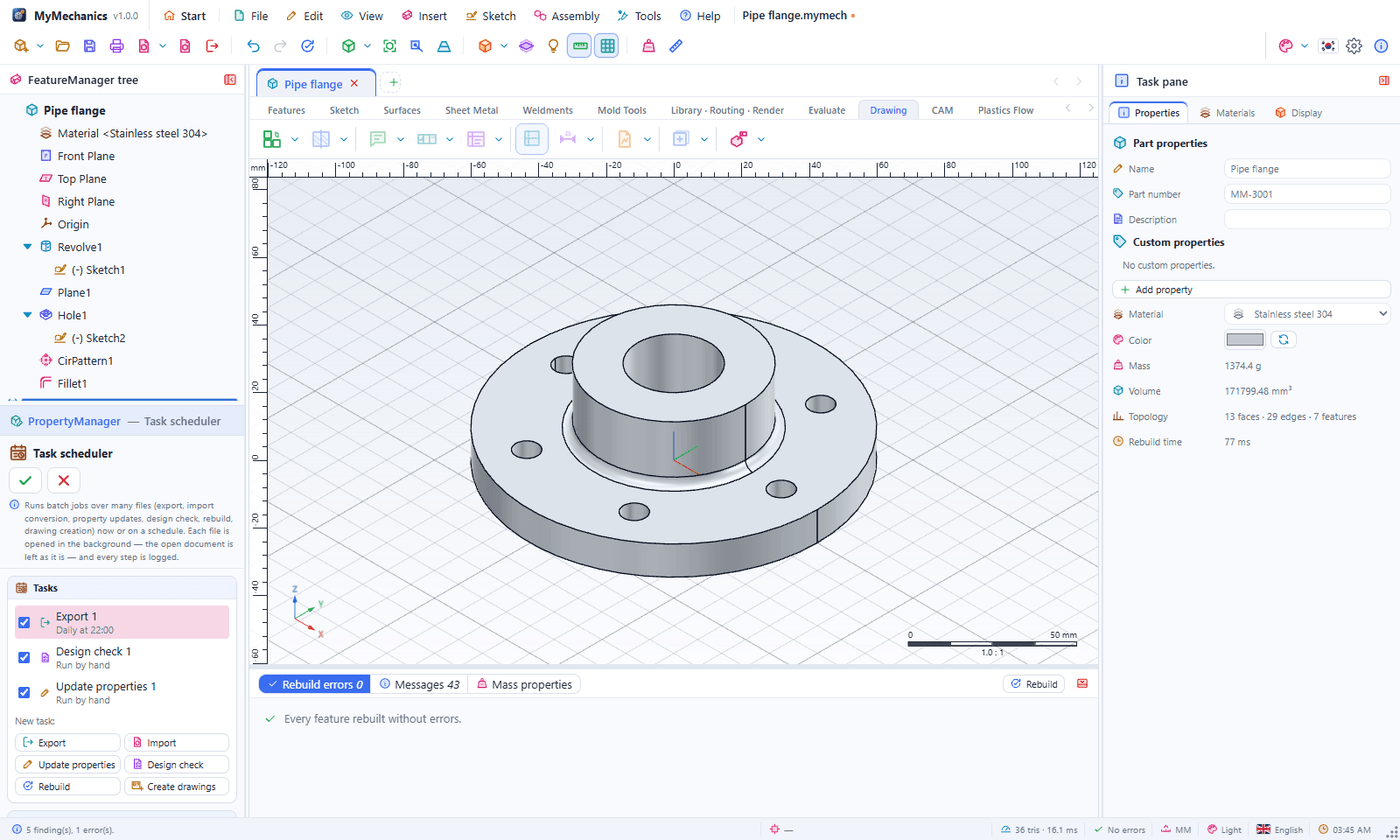 MyMechanics v1.0.0 Start File Edit View Insert Sketch Assembly Tools Help Pipe flange.mymech
FeatureManager tree
Pipe flange
Material <Stainless steel 304>
Front Plane
Top Plane
Right Plane
Origin
Revolve1
(-) Sketch1
Plane1
Hole1
(-) Sketch2
CirPattern1
Fillet1
PropertyManager — Task scheduler
Task scheduler
Runs batch jobs over many files (export, import
conversion, property updates, design check, rebuild,
drawing creation) now or on a schedule. Each file is
opened in the background — the open document is
left as it is — and every step is logged.
Tasks
Export 1
Daily at 22:00
Design check 1
Run by hand
Update properties 1
Run by hand
New task:
Export Import
Update properties Design check
Rebuild Create drawings
Pipe flange
Features Sketch Surfaces Sheet Metal Weldments Mold Tools Library · Routing · Render Evaluate Drawing CAM Plastics Flow
mm -120 -100 -80 -60 -40 -20 0 20 40 60 80 100 120
80
60
40
20
0
-20
-40
-60
Z
Y
X
0 50 mm
1.0 : 1
Rebuild errors 0 Messages 43 Mass properties Rebuild
Every feature rebuilt without errors.
Task pane
Properties Materials Display
Part properties
Name Pipe flange
Part number MM-3001
Description
Custom properties
No custom properties.
Add property
Material Stainless steel 304
Color
Mass 1374.4 g
Volume 171799.48 mm³
Topology 13 faces · 29 edges · 7 features
Rebuild time 77 ms
5 finding(s), 1 error(s). — 36 tris · 16.1 ms No errors MM Light English 03:45 AM